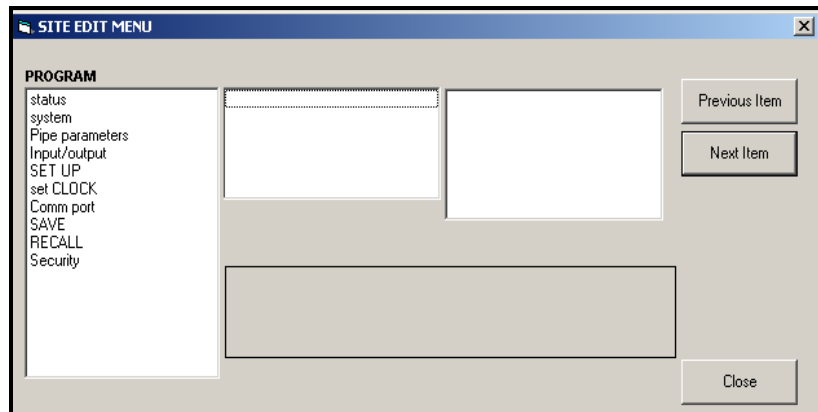 SITE EDIT MENU
PROGRAM
status
system
Pipe parameters
Input/output
SET UP
set CLOCK
Comm port
SAVE
RECALL
Security
Previous Item
Next Item
Close